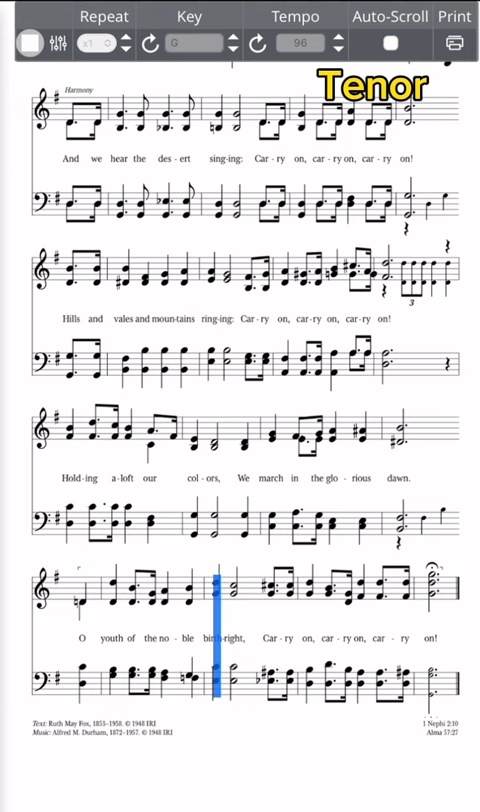 Repeat Key Tempo Auto-Scroll Print
x1 G 96
Tenor
Harmony
And we hear the des - ert sing-ing: Car - ry on, car - ry on, car - ry on!
3
Hills and vales and moun-tains ring-ing: Car - ry on, car-ry on, car-ry on!
Hold-ing a-loft our col - ors, We march in the glo - rious dawn.
O youth of the no - ble birth-right, Car - ry on, car-ry on, car - ry on!
Text: Ruth May Fox, 1853–1958. © 1948 IRI
Music: Alfred M. Durham, 1872–1957. © 1948 IRI
1 Nephi 2:10
Alma 57:27